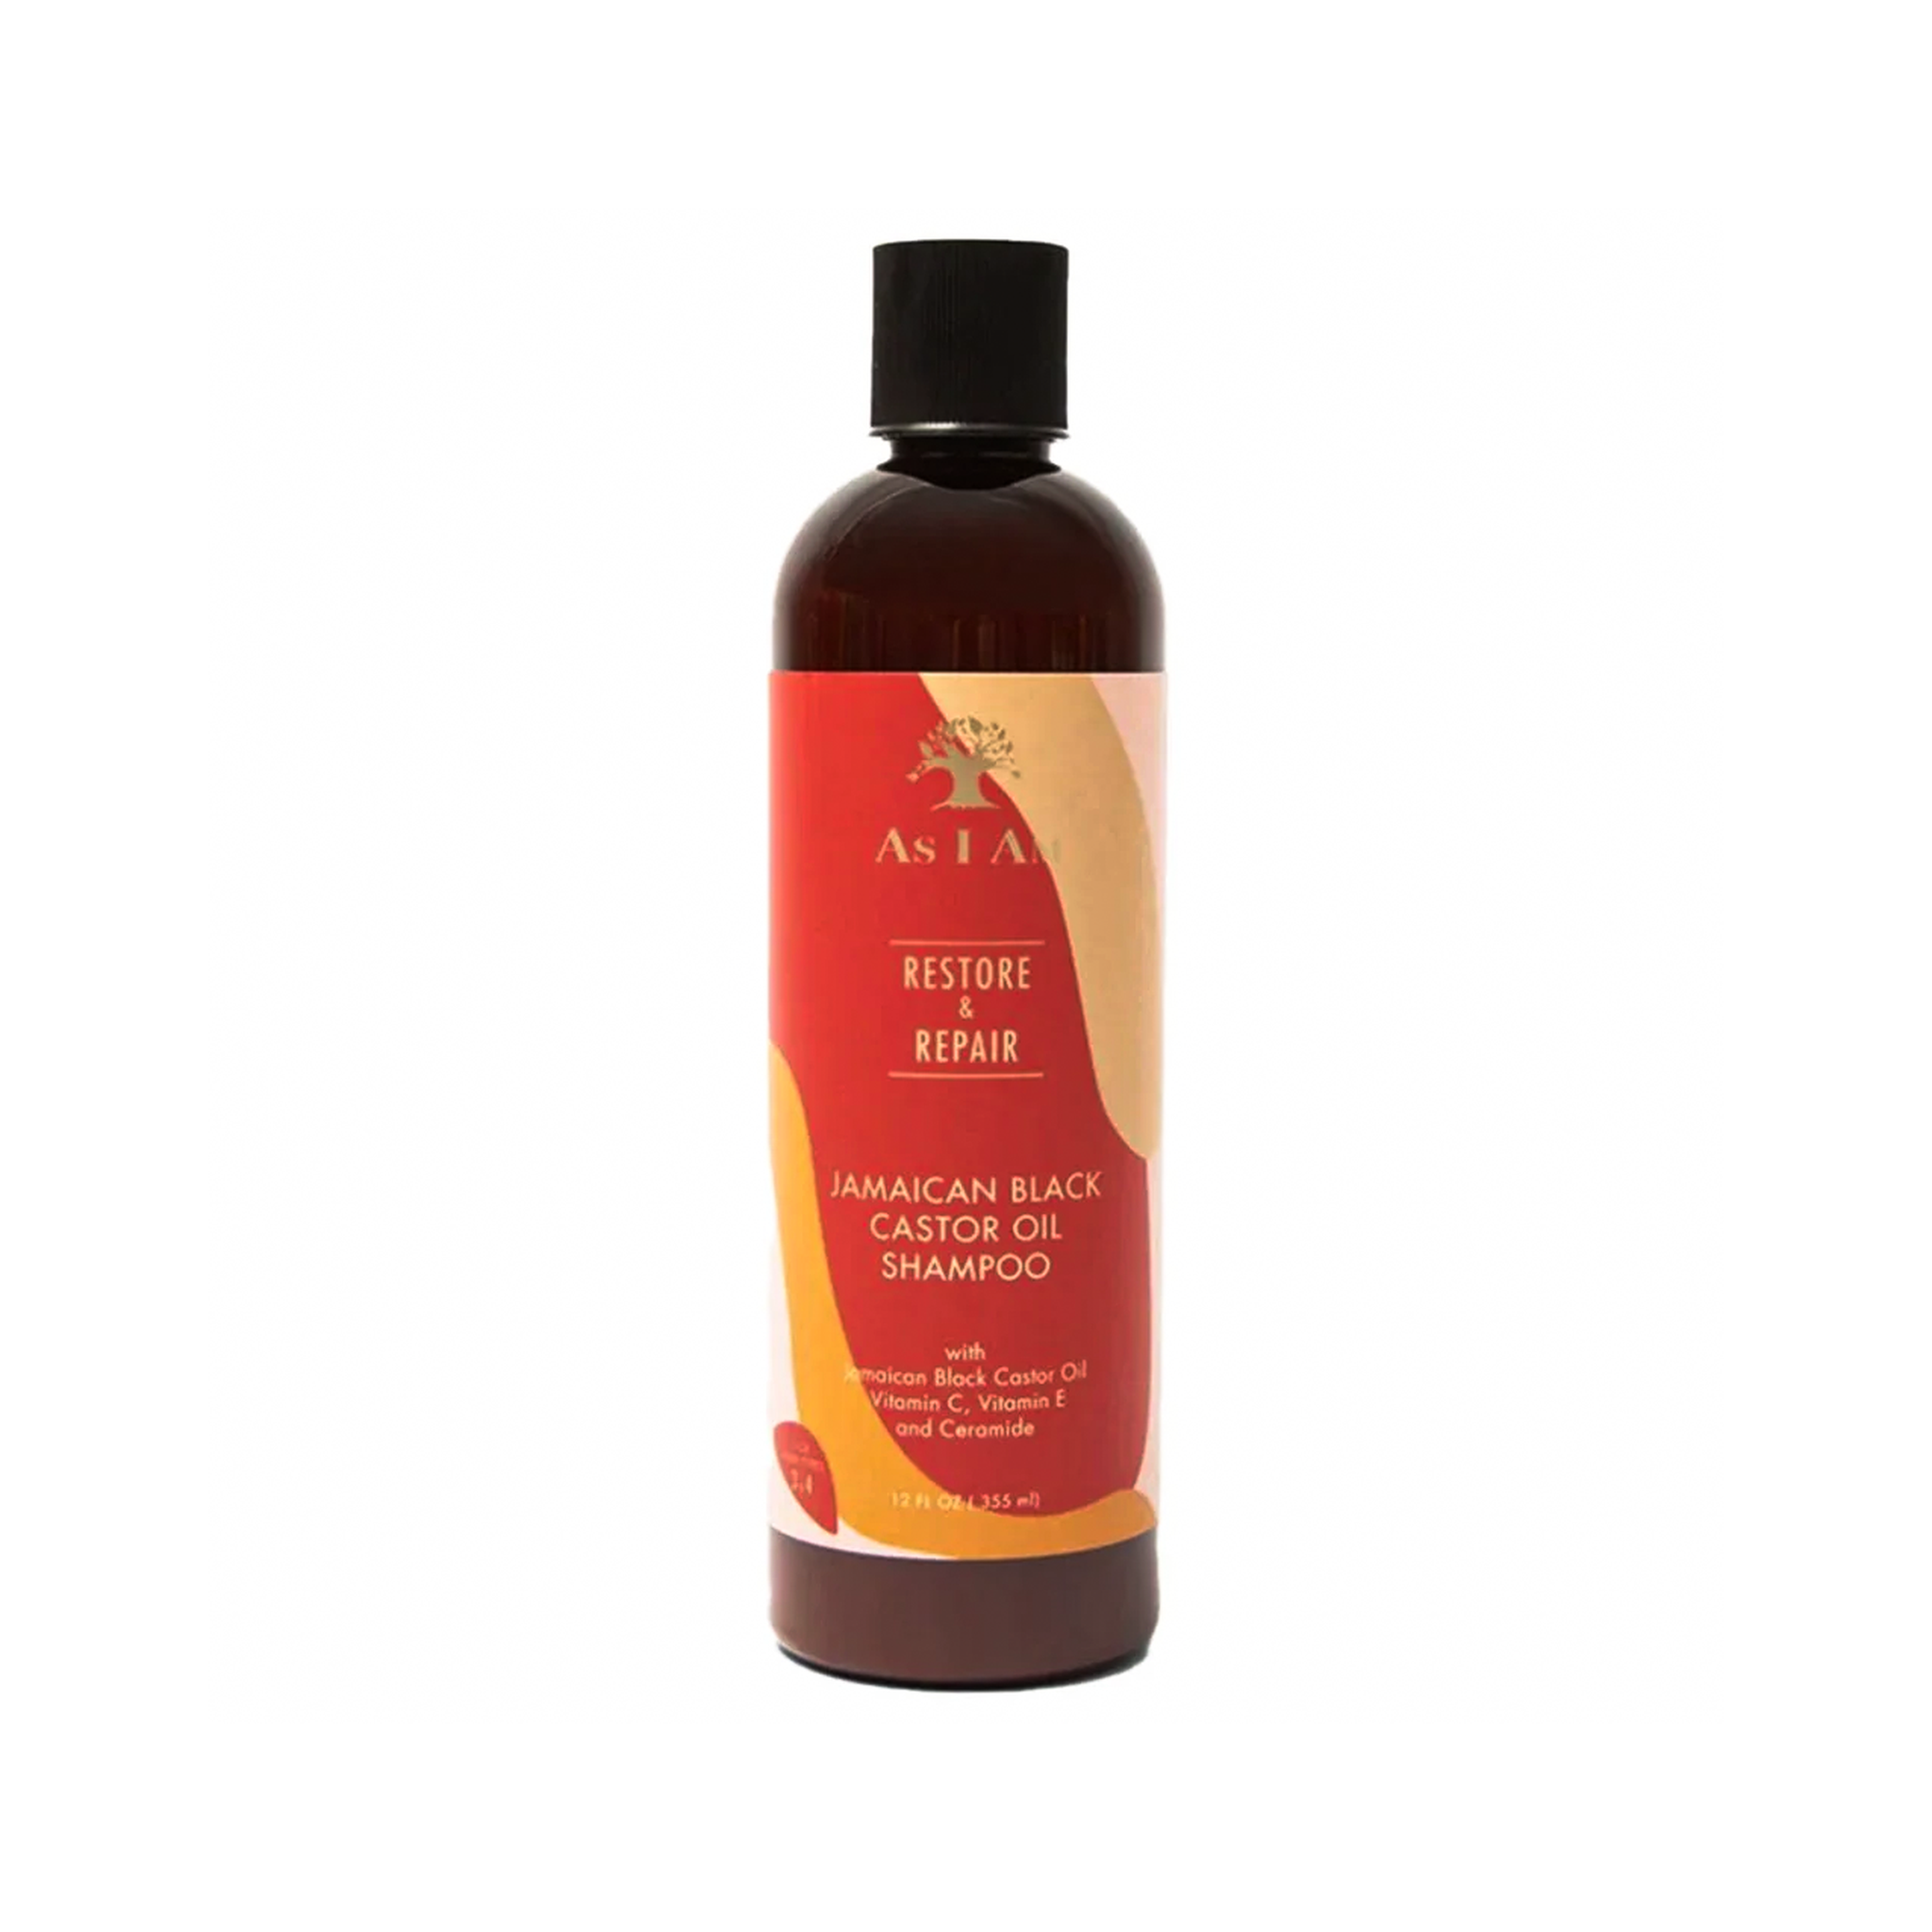 As I Am
RESTORE
&
REPAIR
JAMAICAN BLACK
CASTOR OIL
SHAMPOO
with
Jamaican Black Castor Oil
Vitamin C, Vitamin E
and Ceramide
12 Fl OZ ( 355 ml)